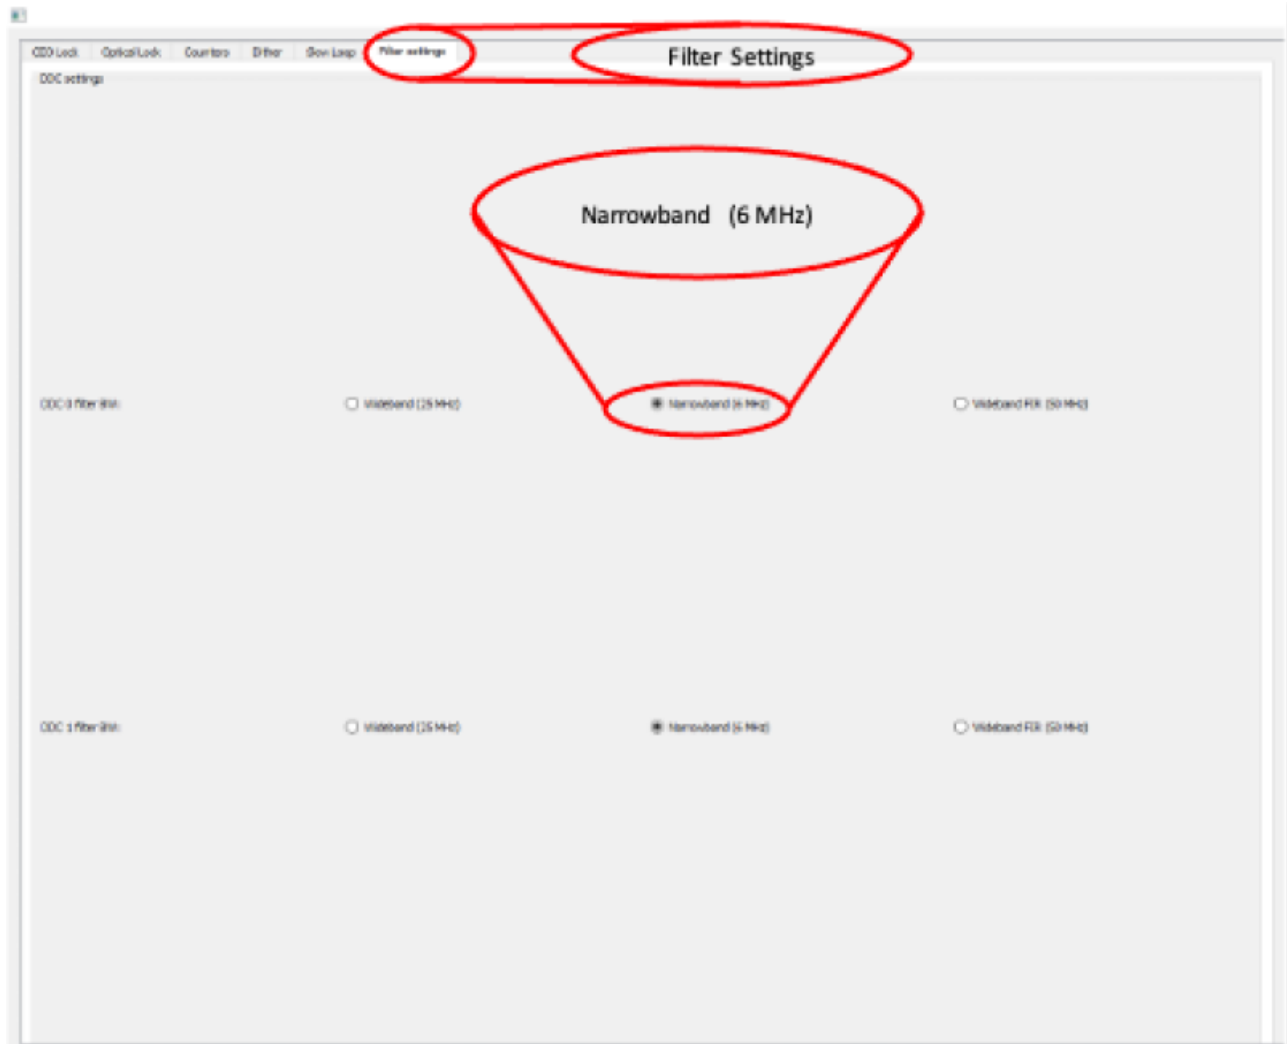 CEO Lock Optical Lock Counters Dither Slow Loop Filter settings Filter Settings
DDC settings
Narrowband (6 MHz)
DDC 0 filter BW: Wideband (25 MHz) Narrowband (6 MHz) Wideband FIR (50 MHz)
DDC 1 filter BW: Wideband (25 MHz) Narrowband (6 MHz) Wideband FIR (50 MHz)